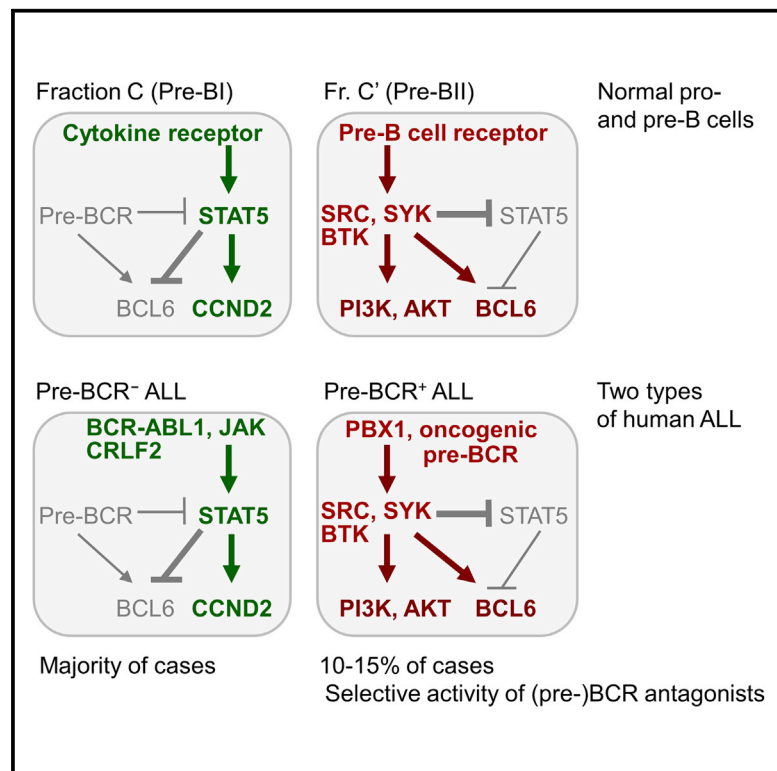 Fraction C (Pre-BI)
Cytokine receptor
Pre-BCR
STAT5
BCL6
CCND2
Fr. C’ (Pre-BII)
Pre-B cell receptor
SRC, SYK
BTK
STAT5
PI3K, AKT
BCL6
Normal pro-
and pre-B cells
Pre-BCR⁻ ALL
BCR-ABL1, JAK
CRLF2
Pre-BCR
STAT5
BCL6
CCND2
Majority of cases
Pre-BCR⁺ ALL
PBX1, oncogenic
pre-BCR
SRC, SYK
BTK
STAT5
PI3K, AKT
BCL6
10-15% of cases
Selective activity of (pre-)BCR antagonists
Two types
of human ALL